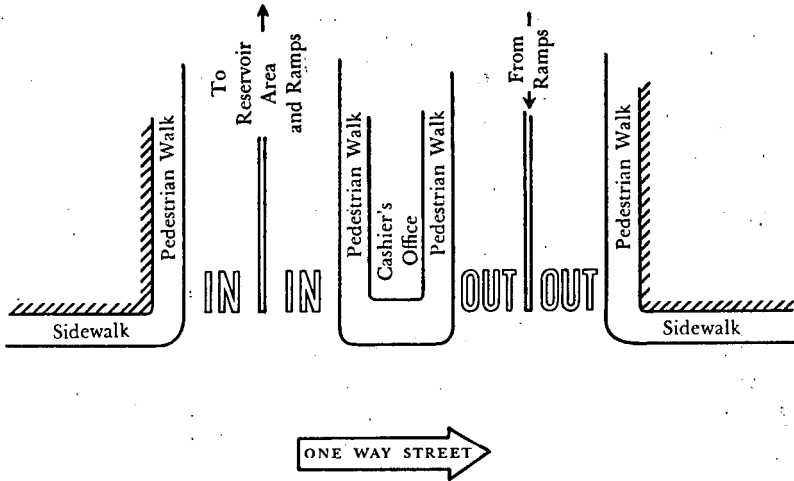 To
Reservoir
Area
and Ramps
From
Ramps
Pedestrian Walk
Pedestrian Walk
Cashier's
Office
Pedestrian Walk
Pedestrian Walk
IN
IN
OUT
OUT
Sidewalk
Sidewalk
ONE WAY STREET